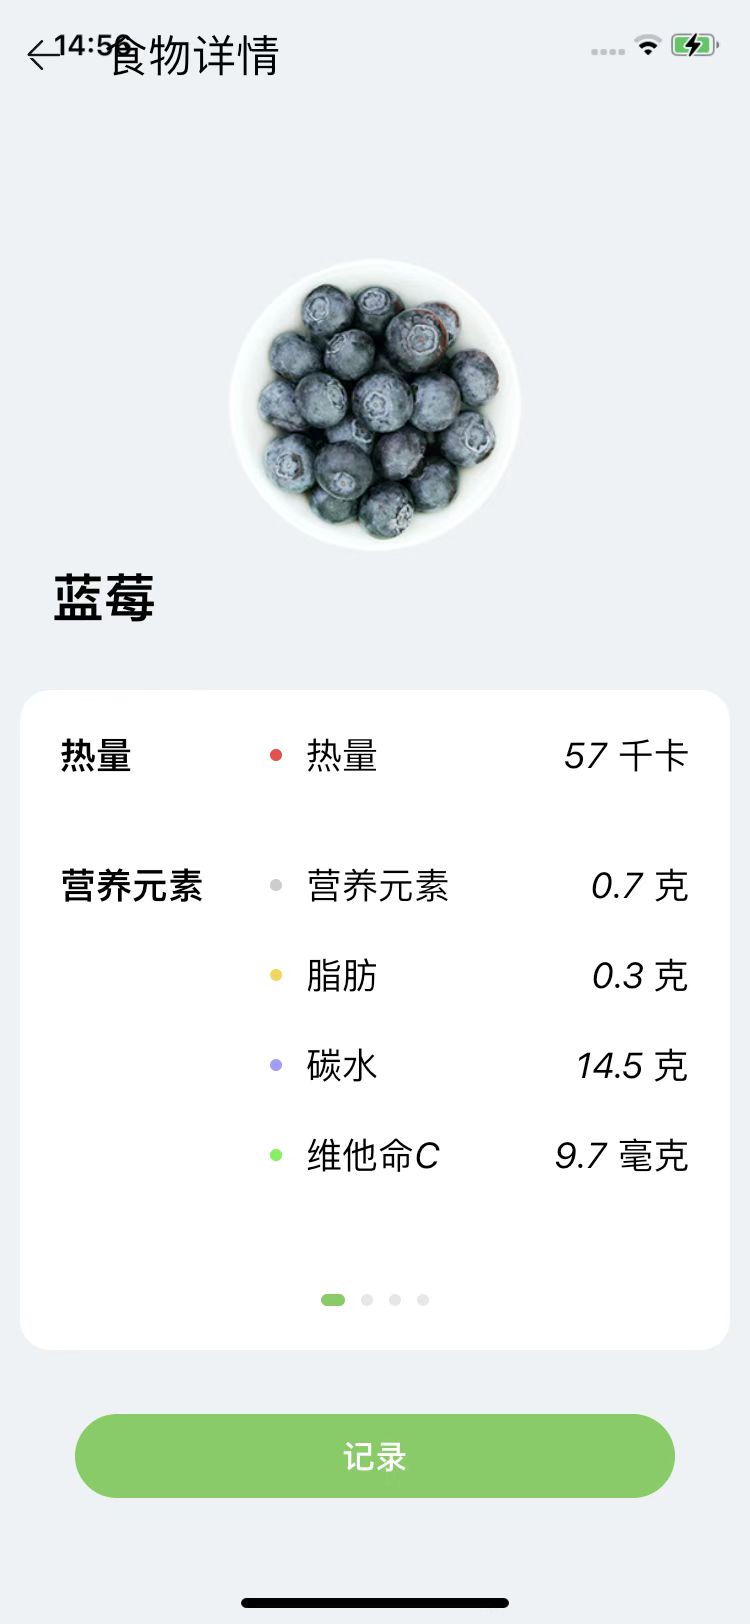 14:56
食物详情
蓝莓
热量 热量 57 千卡
营养元素 营养元素 0.7 克
脂肪 0.3 克
碳水 14.5 克
维他命C 9.7 毫克
记录